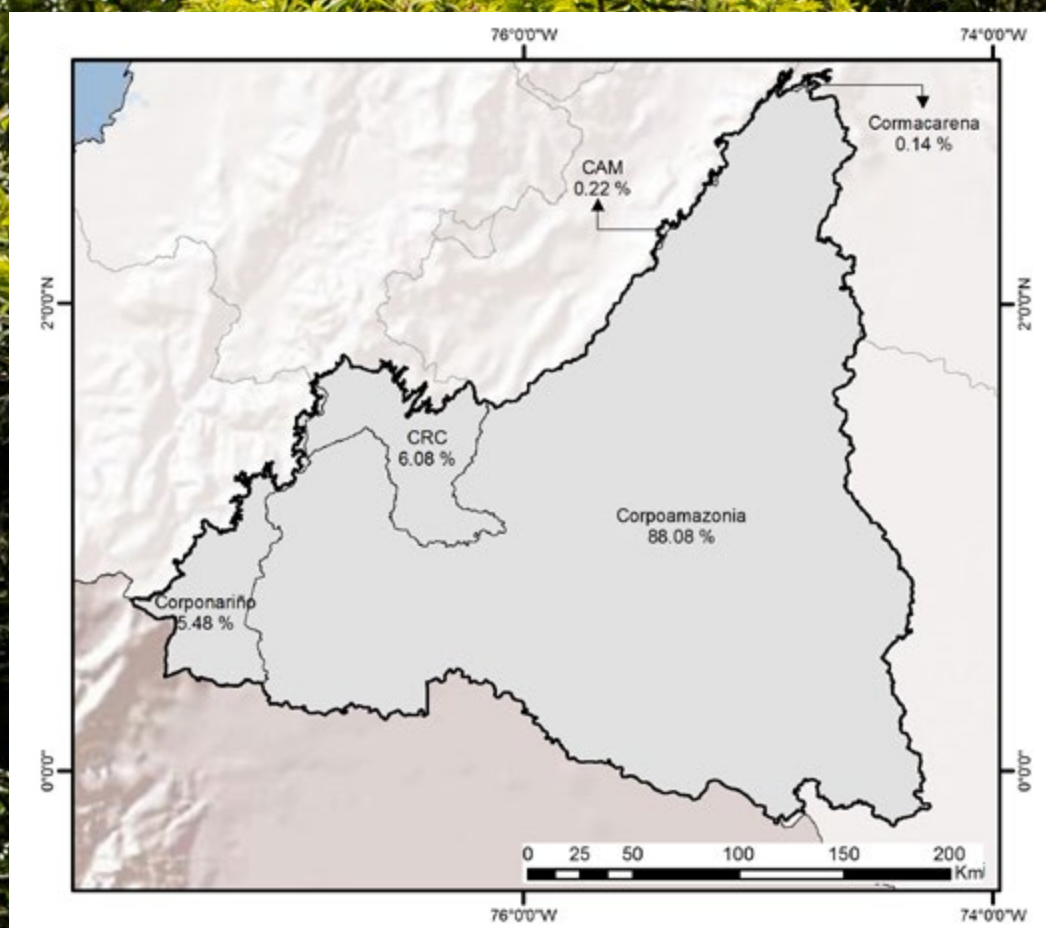 76°0'0"W
74°0'0"W
Cormacarena
0.14 %
CAM
0.22 %
2°0'0"N
2°0'0"N
CRC
6.08 %
Corpoamazonia
88.08 %
Corponariño
5.48 %
0°0'0"
0°0'0"
0 25 50 100 150 200
Km
76°0'0"W
74°0'0"W